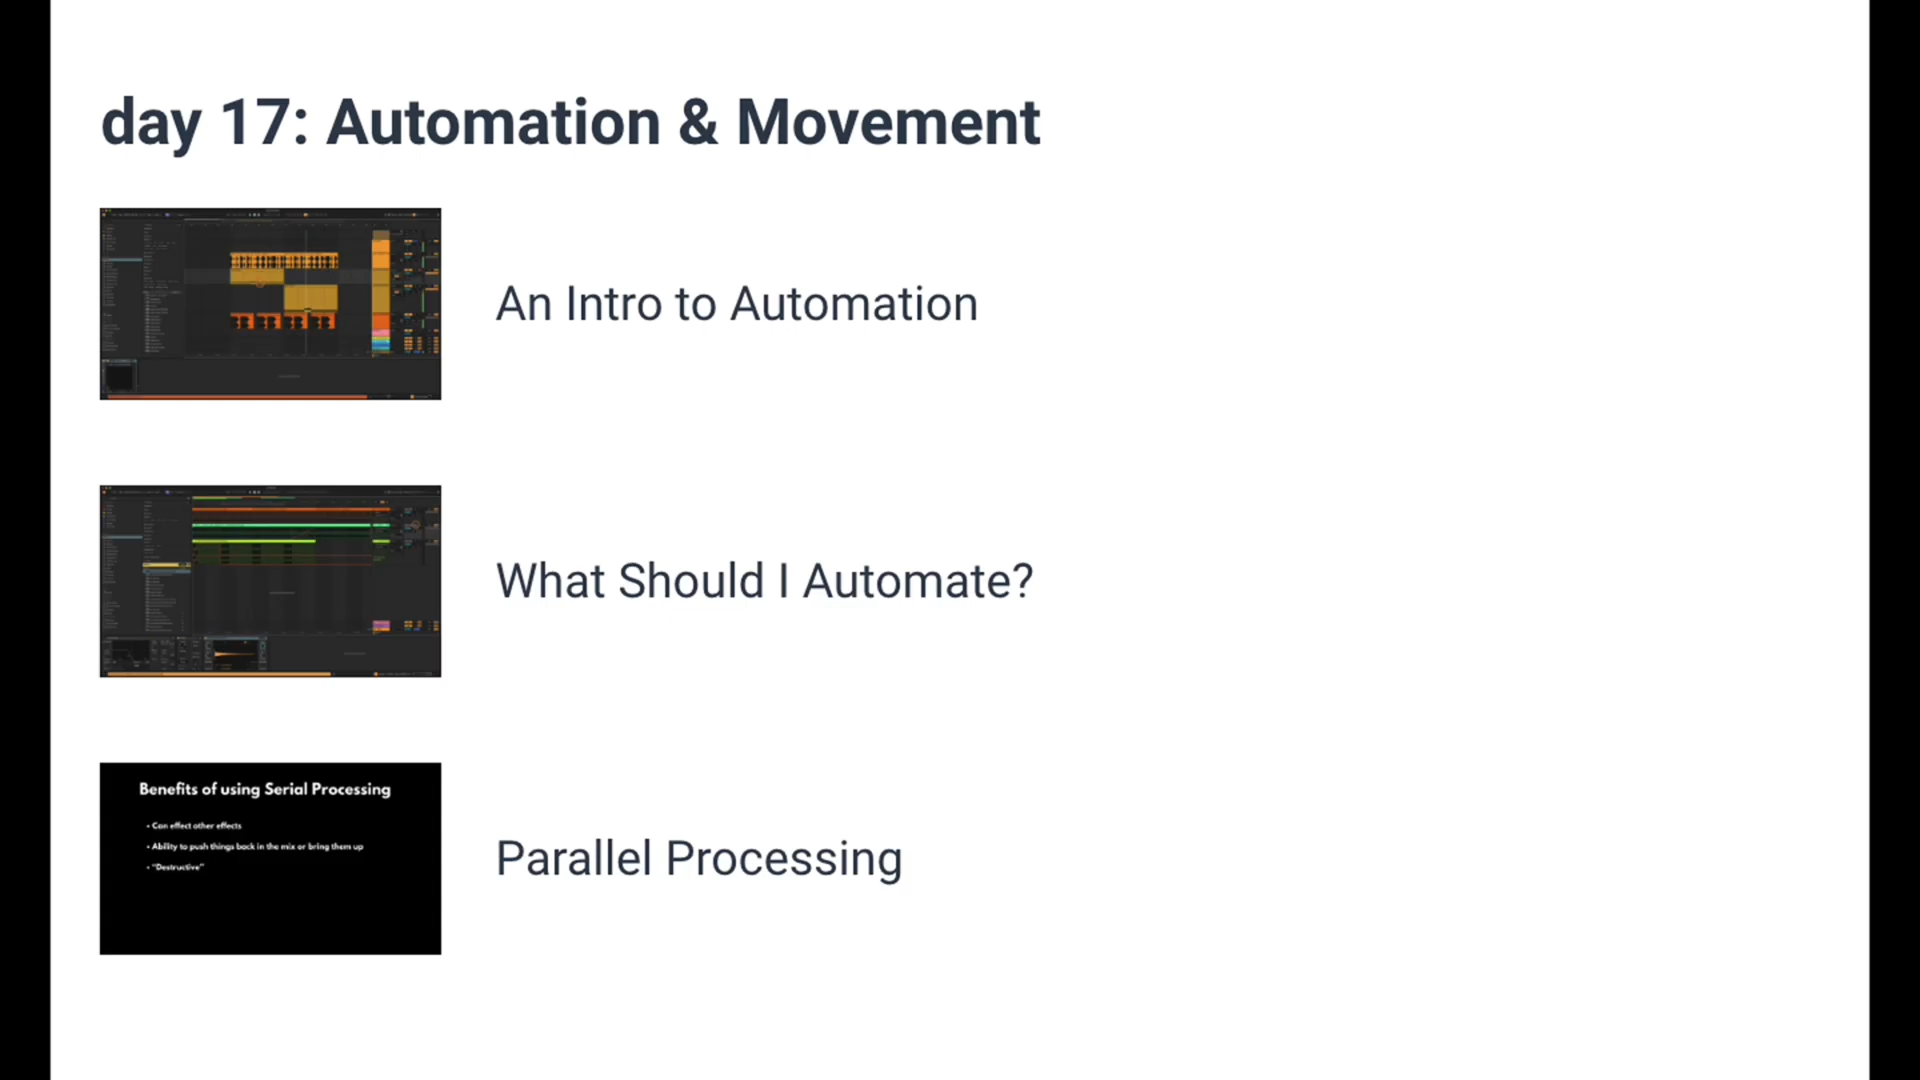 day 17: Automation & Movement
An Intro to Automation
What Should I Automate?
Benefits of using Serial Processing
• Can effect other effects
• Ability to push things back in the mix or bring them up
• "Destructive"
Parallel Processing